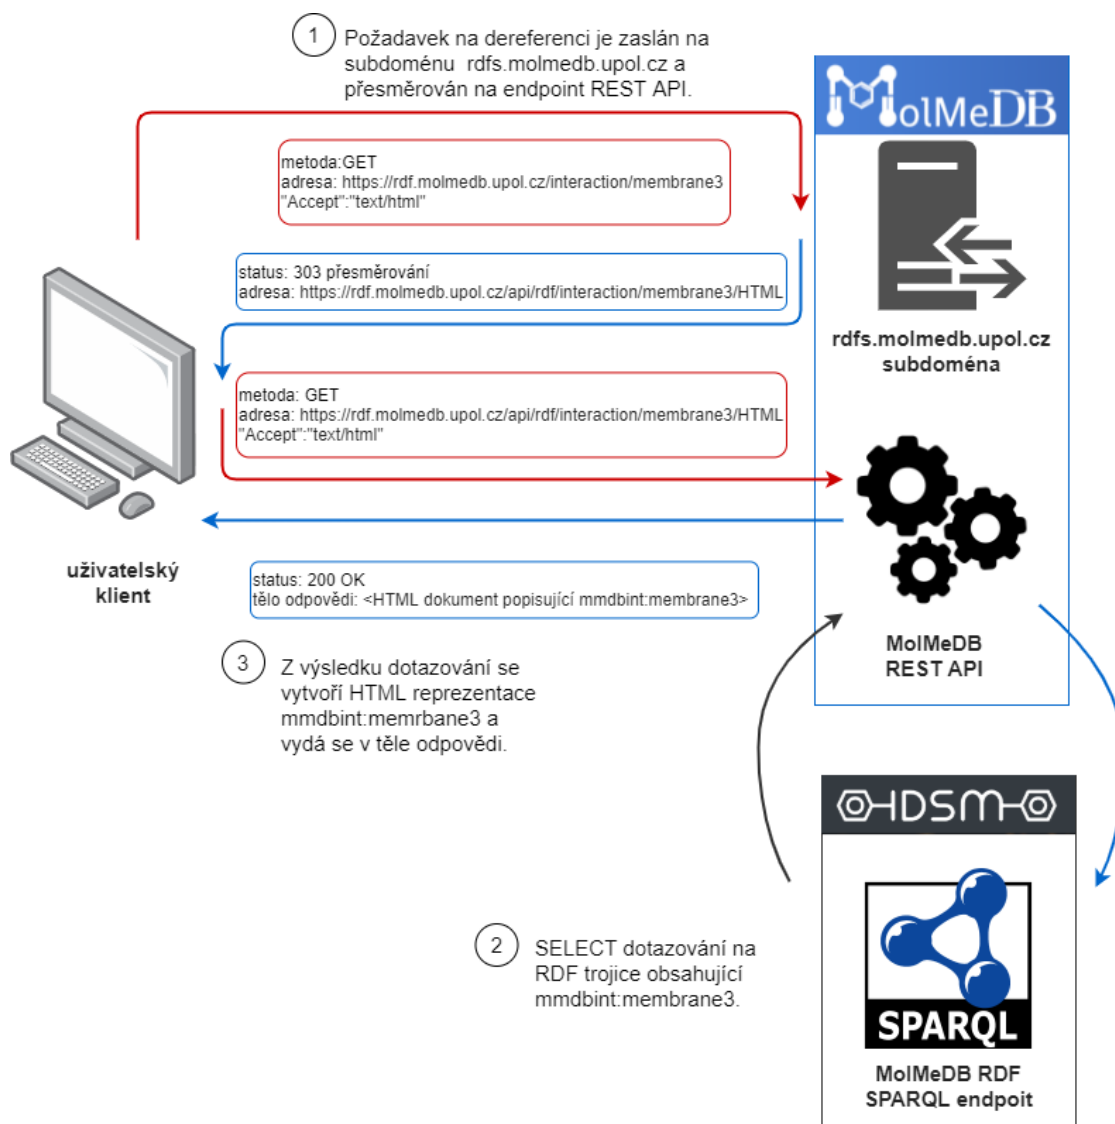 1
Požadavek na dereferenci je zaslán na
subdoménu rdfs.molmedb.upol.cz a
přesměrován na endpoint REST API.
MolMeDB
metoda:GET
adresa: https://rdf.molmedb.upol.cz/interaction/membrane3
"Accept":"text/html"
status: 303 přesměrování
adresa: https://rdf.molmedb.upol.cz/api/rdf/interaction/membrane3/HTML
rdfs.molmedb.upol.cz
subdoména
metoda: GET
adresa: https://rdf.molmedb.upol.cz/api/rdf/interaction/membrane3/HTML
"Accept":"text/html"
uživatelský
klient
status: 200 OK
tělo odpovědi: <HTML dokument popisující mmdbint:membrane3>
MolMeDB
REST API
3
Z výsledku dotazování se
vytvoří HTML reprezentace
mmdbint:memrbane3 a
vydá se v těle odpovědi.
IDSM
2
SELECT dotazování na
RDF trojice obsahující
mmdbint:membrane3.
SPARQL
MolMeDB RDF
SPARQL endpoit